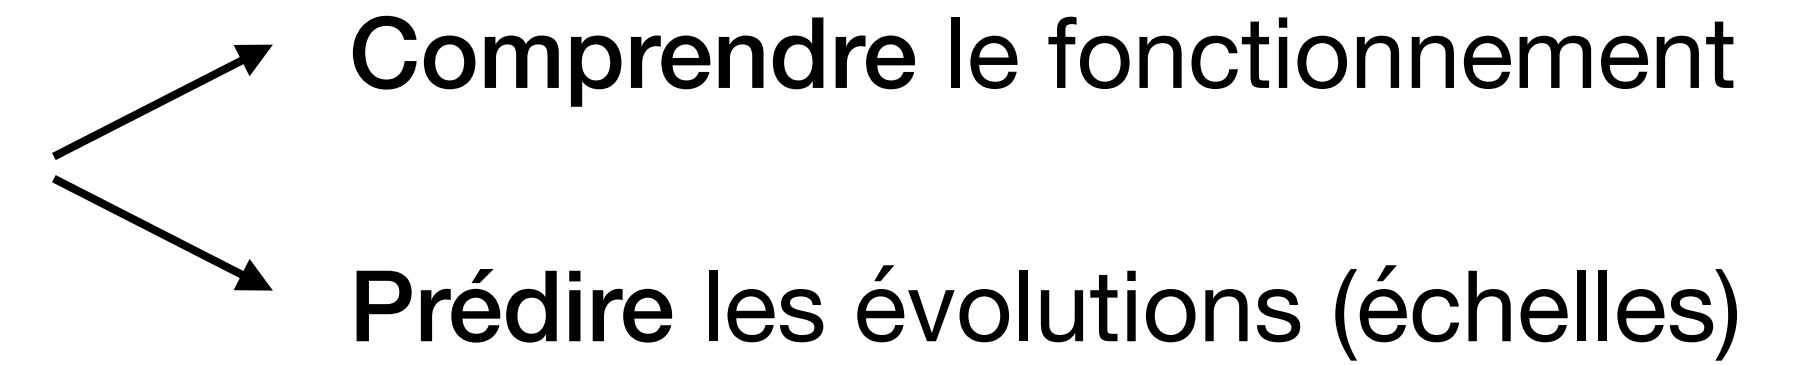 Comprendre le fonctionnement
Prédire les évolutions (échelles)